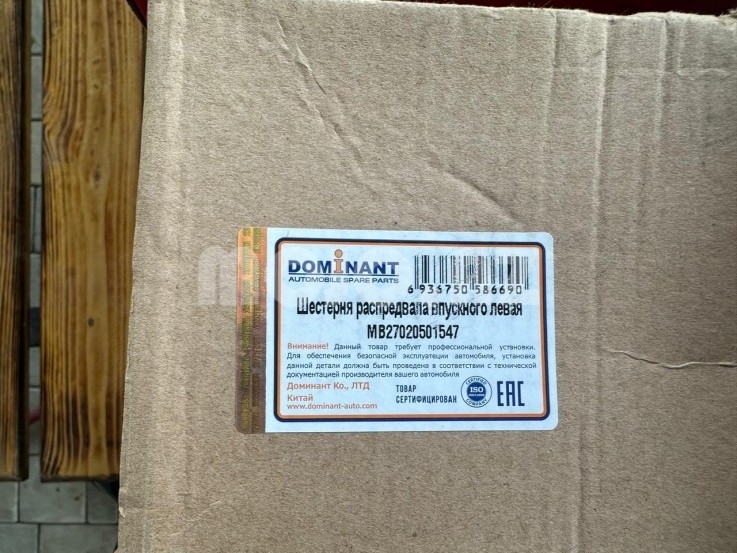 DOMiNANT
AUTOMOBILE SPARE PARTS
6 936750 586690
Шестерня распредвала впускного левая
MB27020501547
Внимание! Данный товар требует профессиональной установки.
Для обеспечения безопасной эксплуатации автомобиля, установка
данной детали должна быть проведена в соответствии с технической
документацией производителя вашего автомобиля
Доминант Ко., ЛТД
Китай
www.dominant-auto.com
ТОВАР
СЕРТИФИЦИРОВАН
CERTIFIED
ISO
COMPANY
EAC